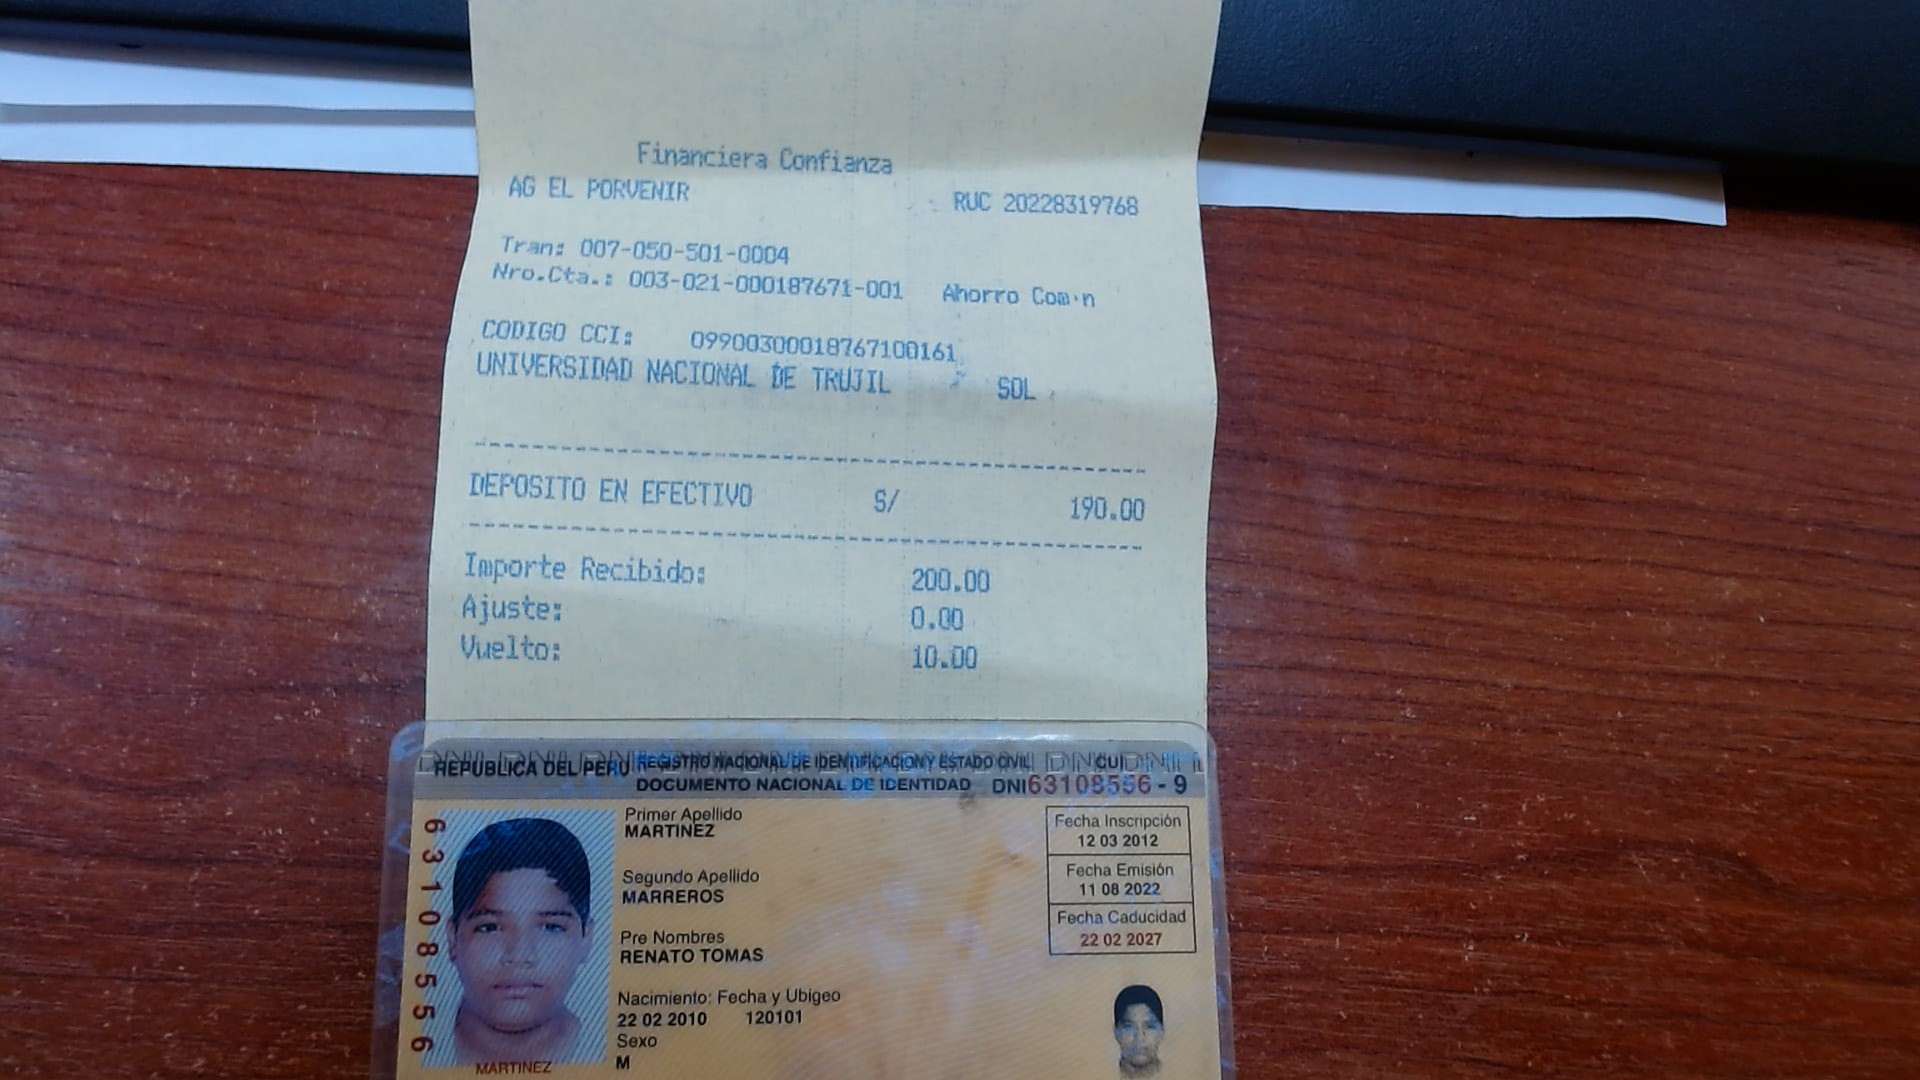 Financiera Confianza
AG EL PORVENIR RUC 20228319768
Tran: 007-050-501-0004
Nro.Cta.: 003-021-000187671-001 Ahorro Com·n
CODIGO CCI: 09900300018767100161
UNIVERSIDAD NACIONAL DE TRUJIL SOL
DEPOSITO EN EFECTIVO S/ 190.00
Importe Recibido: 200.00
Ajuste: 0.00
Vuelto: 10.00
REPUBLICA DEL PERU REGISTRO NACIONAL DE IDENTIFICACION Y ESTADO CIVIL CUI
DOCUMENTO NACIONAL DE IDENTIDAD DNI 63108556 - 9
63108556
Primer Apellido
MARTINEZ
Segundo Apellido
MARREROS
Pre Nombres
RENATO TOMAS
Nacimiento: Fecha y Ubigeo
22 02 2010 120101
Sexo
M
Fecha Inscripción
12 03 2012
Fecha Emisión
11 08 2022
Fecha Caducidad
22 02 2027
MARTINEZ